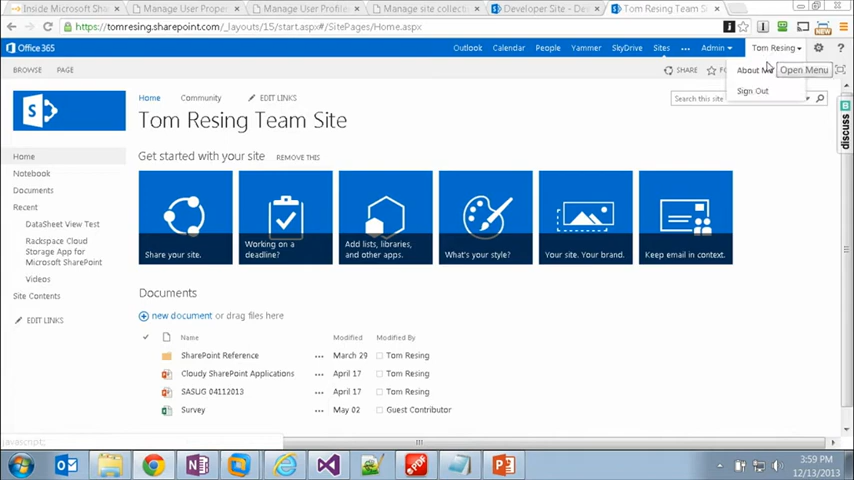 Inside Microsoft Sha
Manage User Proper
Manage User Profile
Manage site collecti
Developer Site -
Tom Resing Team S
https://tomresing.sharepoint.com/_layouts/15/start.aspx#/SitePages/Home.aspx
NEW
Office 365
Outlook Calendar People Yammer SkyDrive Sites ... Admin Tom Resing ?
BROWSE PAGE
SHARE
About M
Open Menu
Sign Out
discuss
S
Home Community EDIT LINKS
Search this site
Tom Resing Team Site
Home
Notebook
Documents
Recent
DataSheet View Test
Rackspace Cloud
Storage App for
Microsoft SharePoint
Videos
Site Contents
EDIT LINKS
Get started with your site REMOVE THIS
Share your site.
Working on a
deadline?
Add lists, libraries,
and other apps.
What's your style?
Your site. Your brand.
Keep email in context.
Documents
new document or drag files here
Name Modified Modified By
SharePoint Reference ... March 29 Tom Resing
Cloudy SharePoint Applications ... April 17 Tom Resing
SASUG 04112013 ... April 17 Tom Resing
Survey ... May 02 Guest Contributor
javascript:;
3:59 PM
12/13/2013